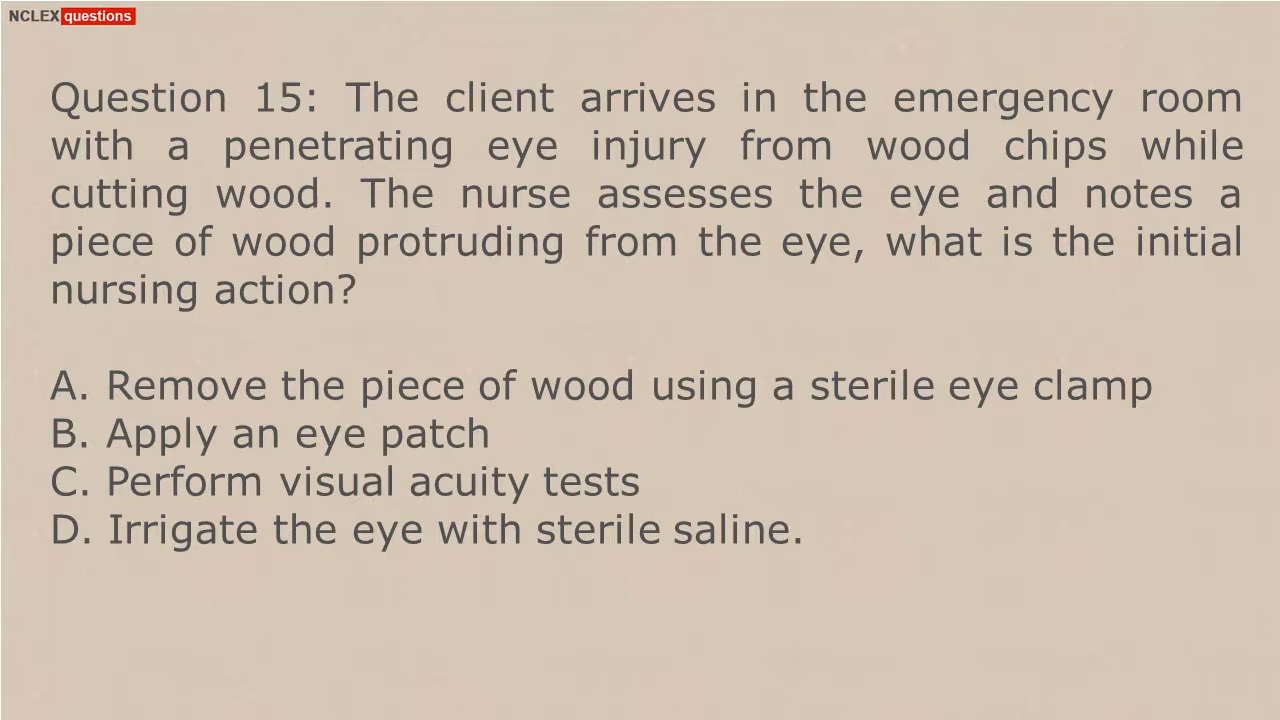 NCLEX questions
Question 15: The client arrives in the emergency room
with a penetrating eye injury from wood chips while
cutting wood. The nurse assesses the eye and notes a
piece of wood protruding from the eye, what is the initial
nursing action?
A. Remove the piece of wood using a sterile eye clamp
B. Apply an eye patch
C. Perform visual acuity tests
D. Irrigate the eye with sterile saline.